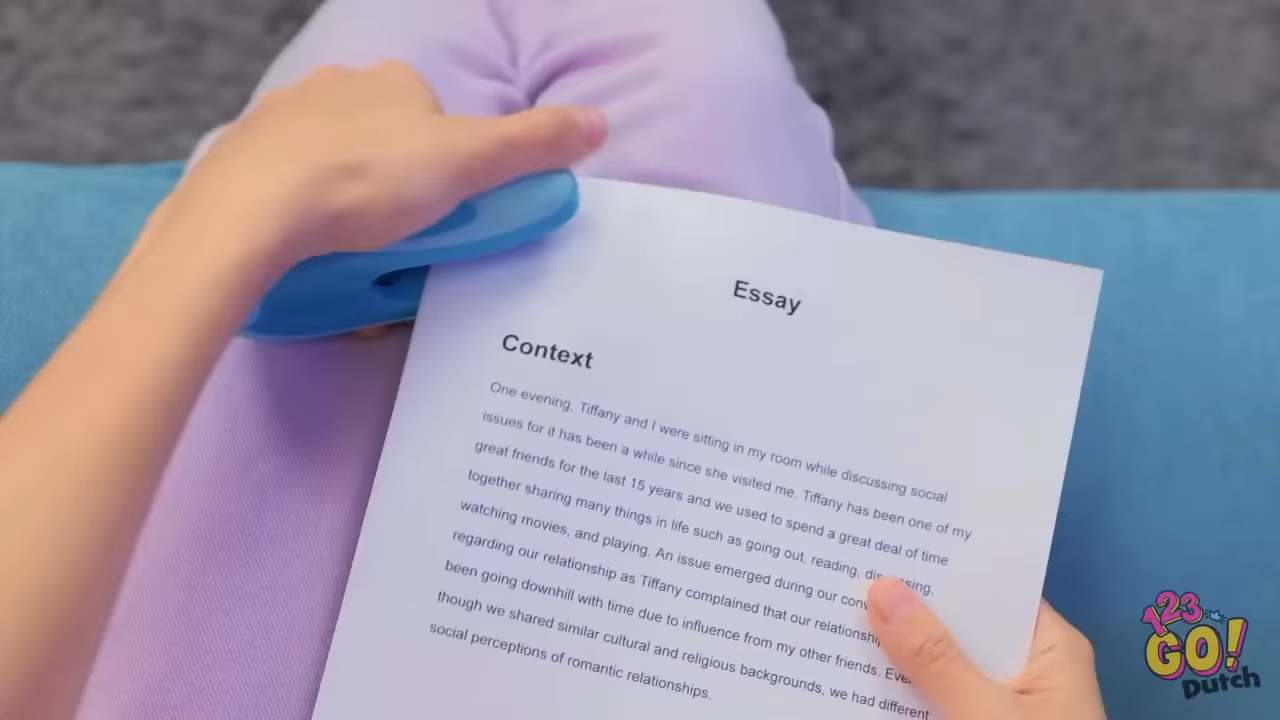 Essay
Context
One evening, Tiffany and I were sitting in my room while discussing social
issues for it has been a while since she visited me. Tiffany has been one of my
great friends for the last 15 years and we used to spend a great deal of time
together sharing many things in life such as going out, reading,
watching movies, and playing. An issue emerged during our
regarding our relationship as Tiffany complained that our
been going downhill with time due to influence from my other friends.
though we shared similar cultural and religious backgrounds, we had different
social perceptions of romantic relationships.
123
GO!
Dutch